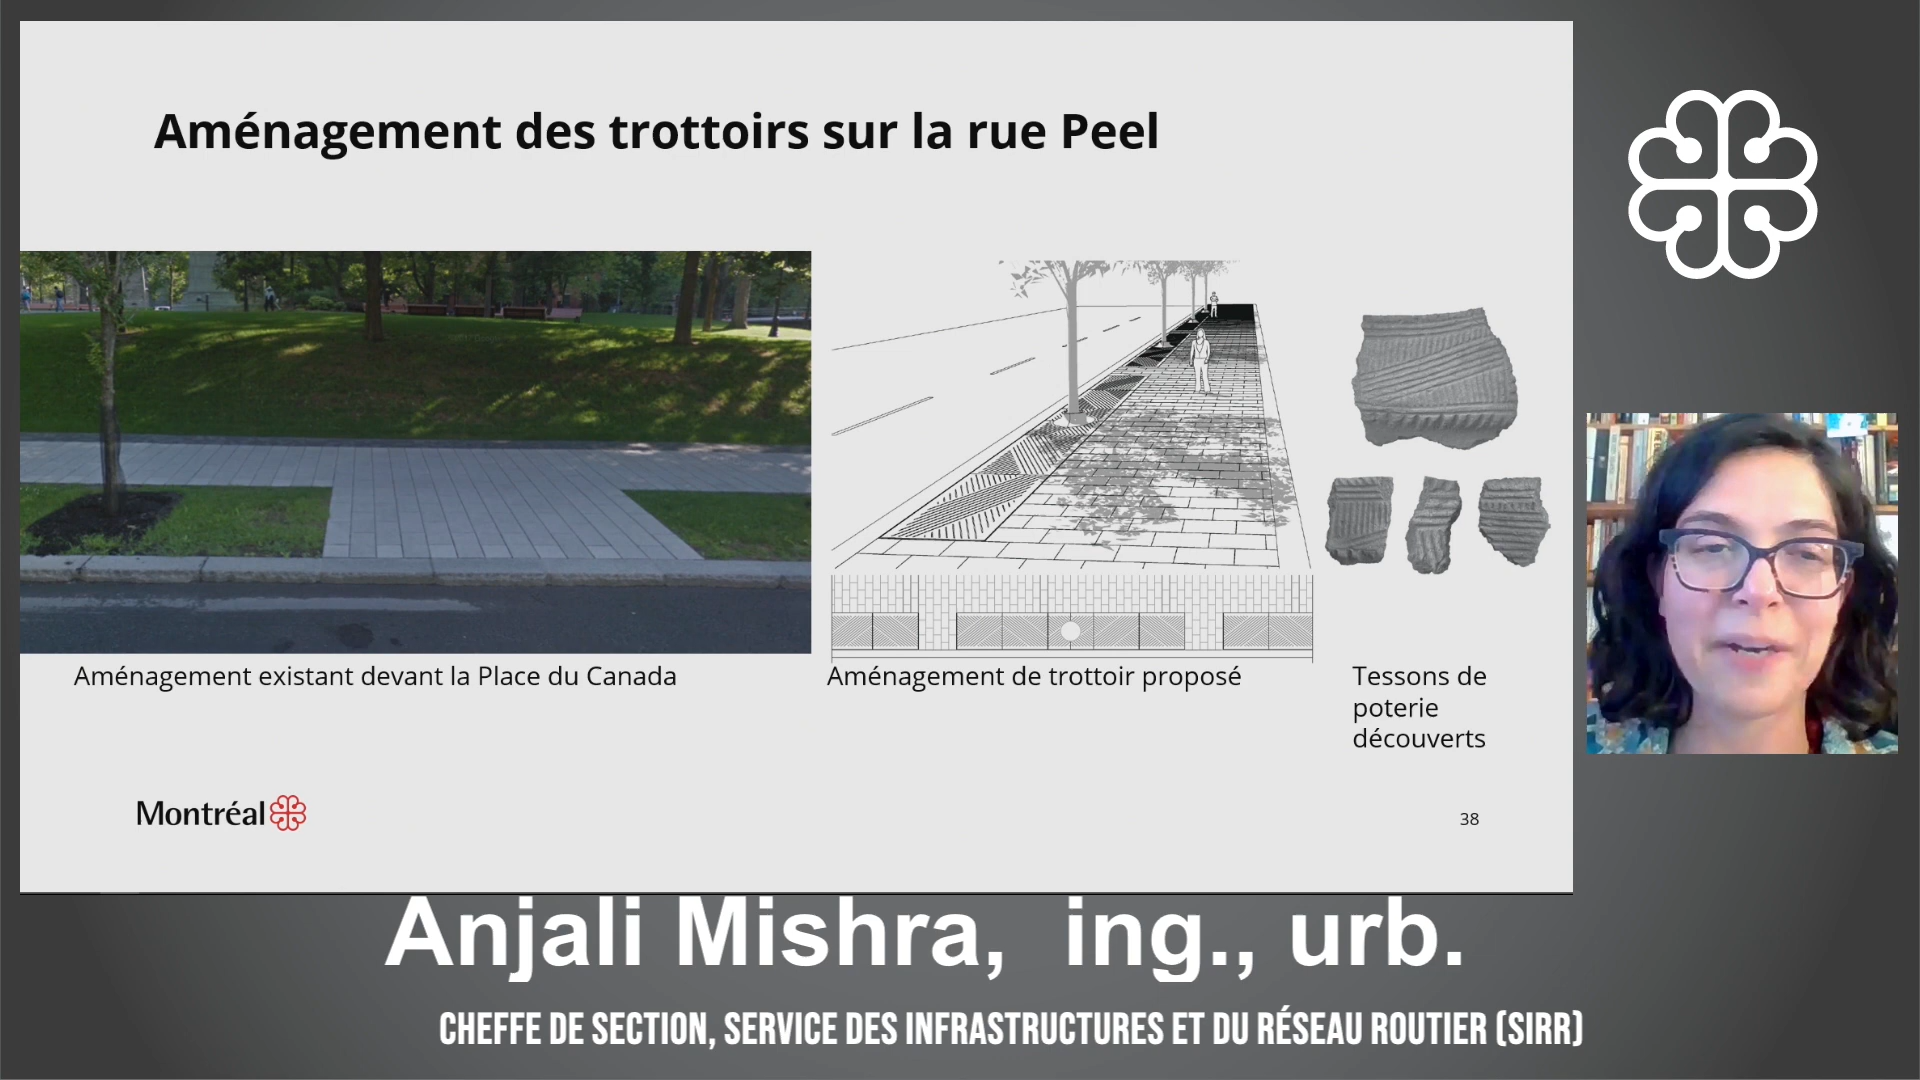 Aménagement des trottoirs sur la rue Peel
Aménagement existant devant la Place du Canada
Aménagement de trottoir proposé
Tessons de
poterie
découverts
Montréal
38
Anjali Mishra, ing., urb.
CHEFFE DE SECTION, SERVICE DES INFRASTRUCTURES ET DU RÉSEAU ROUTIER (SIRR)